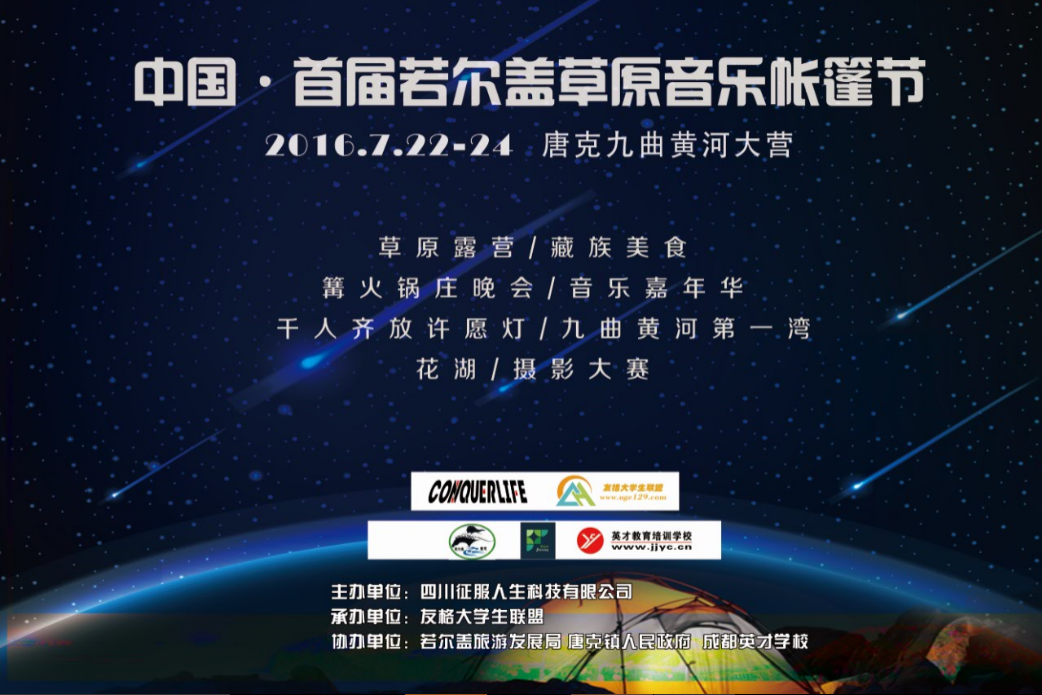 中国·首届若尔盖草原音乐帐篷节
2016.7.22-24 唐克九曲黄河大营
草原露营/藏族美食
篝火锅庄晚会/音乐嘉年华
千人齐放许愿灯/九曲黄河第一湾
花湖/摄影大赛
CONQUERLIFE
友格大学生联盟
www.uge129.com
英才教育培训学校
www.jjyc.cn
主办单位：四川征服人生科技有限公司
承办单位：友格大学生联盟
协办单位：若尔盖旅游发展局 唐克镇人民政府 成都英才学校